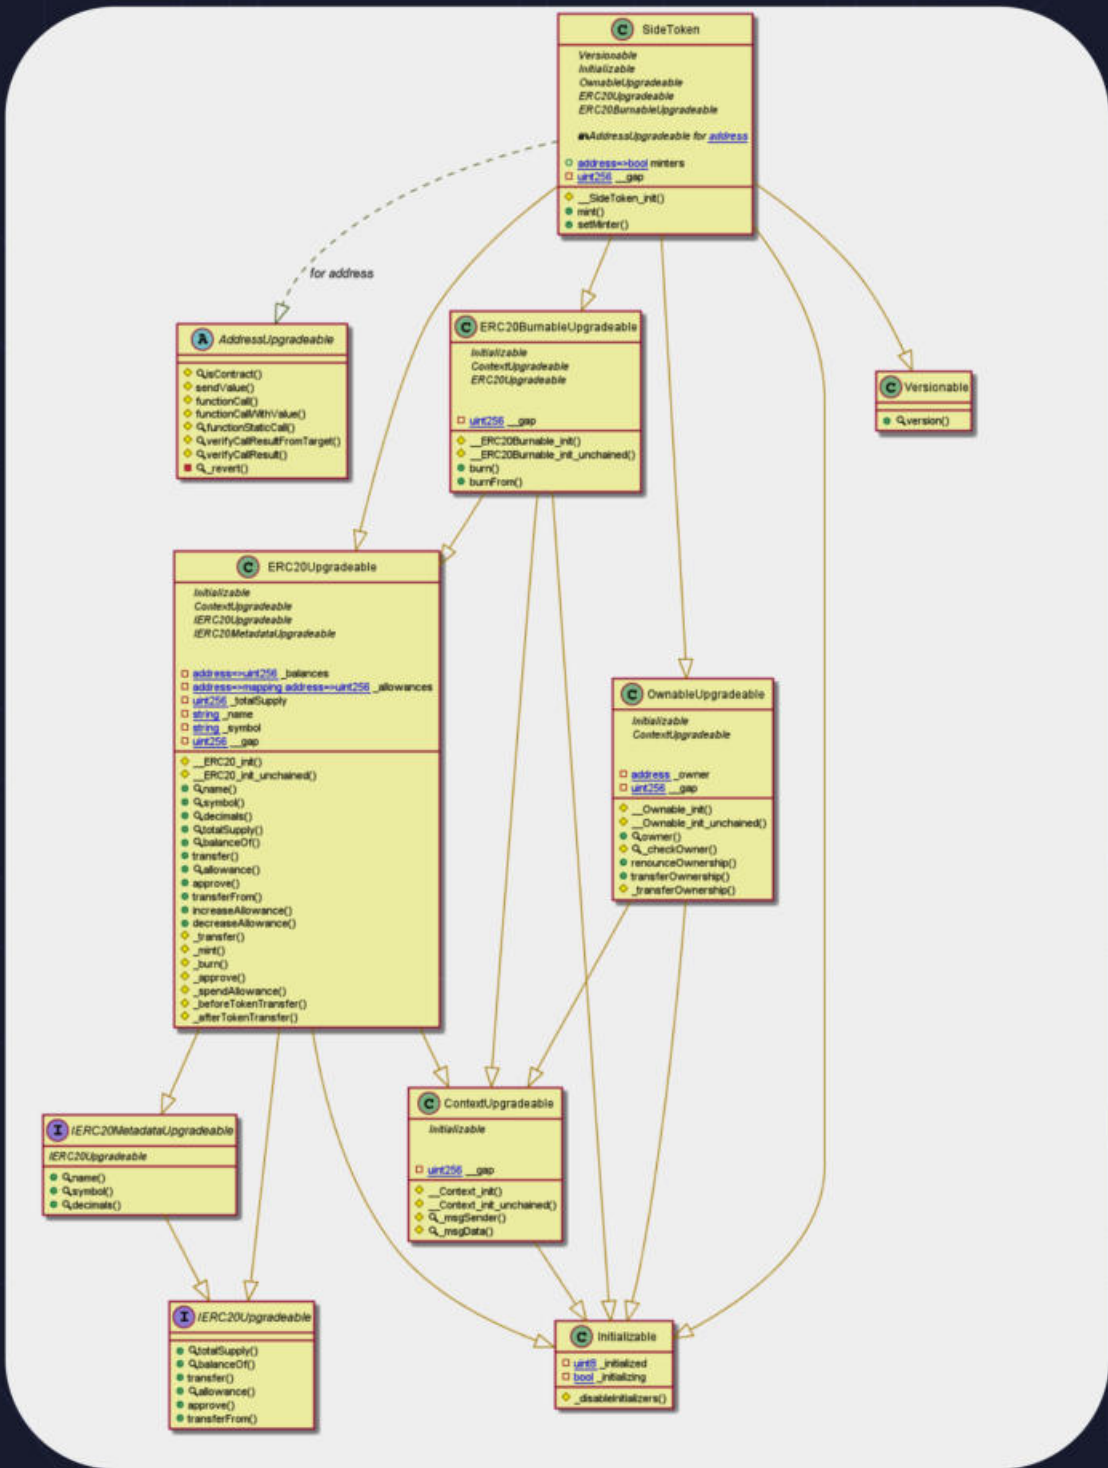 C SideToken
Versionable
Initializable
OwnableUpgradeable
ERC20Upgradeable
ERC20BurnableUpgradeable
AddressUpgradeable for address
address=>bool minters
uint256 __gap
__SideToken_init()
mint()
setMinter()
for address
A AddressUpgradeable
isContract()
sendValue()
functionCall()
functionCallWithValue()
functionStaticCall()
verifyCallResultFromTarget()
verifyCallResult()
_revert()
C ERC20BurnableUpgradeable
Initializable
ContextUpgradeable
ERC20Upgradeable
uint256 __gap
__ERC20Burnable_init()
__ERC20Burnable_init_unchained()
burn()
burnFrom()
C Versionable
version()
C ERC20Upgradeable
Initializable
ContextUpgradeable
IERC20Upgradeable
IERC20MetadataUpgradeable
address=>uint256 _balances
address=>mapping address=>uint256 _allowances
uint256 _totalSupply
string _name
string _symbol
uint256 __gap
__ERC20_init()
__ERC20_init_unchained()
name()
symbol()
decimals()
totalSupply()
balanceOf()
transfer()
allowance()
approve()
transferFrom()
increaseAllowance()
decreaseAllowance()
_transfer()
_mint()
_burn()
_approve()
_spendAllowance()
_beforeTokenTransfer()
_afterTokenTransfer()
C OwnableUpgradeable
Initializable
ContextUpgradeable
address _owner
uint256 __gap
__Ownable_init()
__Ownable_init_unchained()
owner()
_checkOwner()
renounceOwnership()
transferOwnership()
_transferOwnership()
I IERC20MetadataUpgradeable
IERC20Upgradeable
name()
symbol()
decimals()
C ContextUpgradeable
Initializable
uint256 __gap
__Context_init()
__Context_init_unchained()
_msgSender()
_msgData()
I IERC20Upgradeable
totalSupply()
balanceOf()
transfer()
allowance()
approve()
transferFrom()
C Initializable
uint8 _initialized
bool _initializing
_disableInitializers()